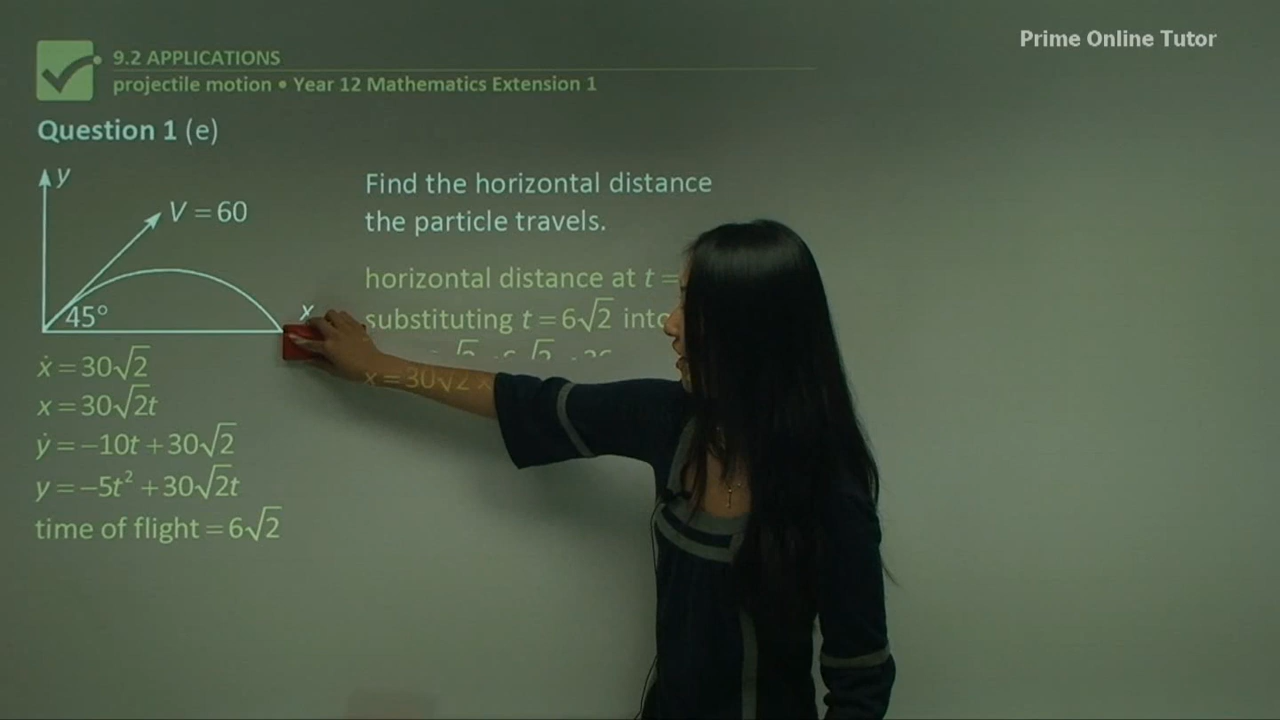 Prime Online Tutor
9.2 APPLICATIONS
projectile motion • Year 12 Mathematics Extension 1
Question 1 (e)
y
V = 60
45°
x
ẋ = 30√2
x = 30√2t
ẏ = −10t + 30√2
y = −5t² + 30√2t
time of flight = 6√2
Find the horizontal distance
the particle travels.
horizontal distance at t =
substituting t = 6√2 into
x = 30√2 ×